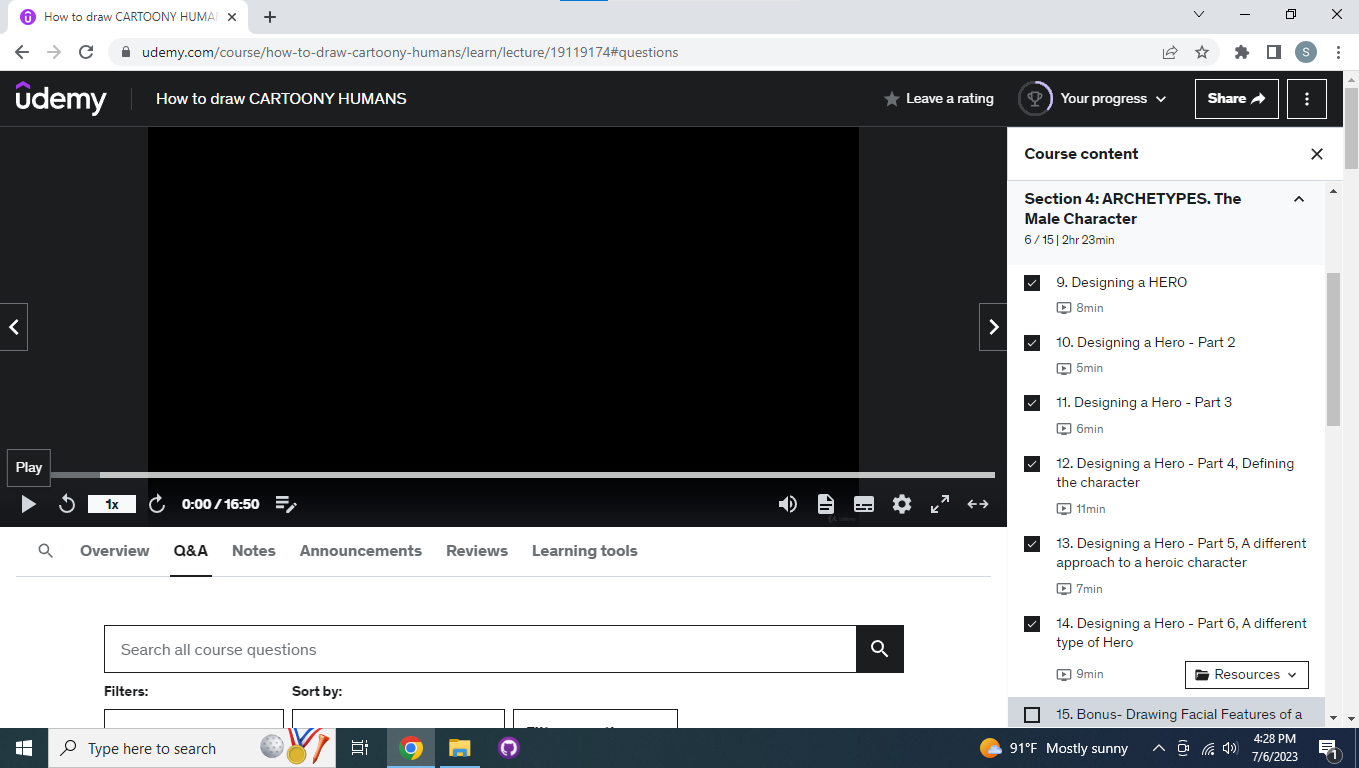 How to draw CARTOONY HUMA
udemy.com/course/how-to-draw-cartoony-humans/learn/lecture/19119174#questions
S
udemy
How to draw CARTOONY HUMANS
Leave a rating
Your progress
Share
Course content
Section 4: ARCHETYPES. The
Male Character
6 / 15 | 2hr 23min
9. Designing a HERO
8min
10. Designing a Hero - Part 2
5min
11. Designing a Hero - Part 3
6min
12. Designing a Hero - Part 4, Defining
the character
11min
13. Designing a Hero - Part 5, A different
approach to a heroic character
7min
14. Designing a Hero - Part 6, A different
type of Hero
9min
Resources
15. Bonus- Drawing Facial Features of a
Play
1x
0:00 / 16:50
Overview
Q&A
Notes
Announcements
Reviews
Learning tools
Search all course questions
Filters:
Sort by:
Type here to search
91°F Mostly sunny
4:28 PM
7/6/2023
1